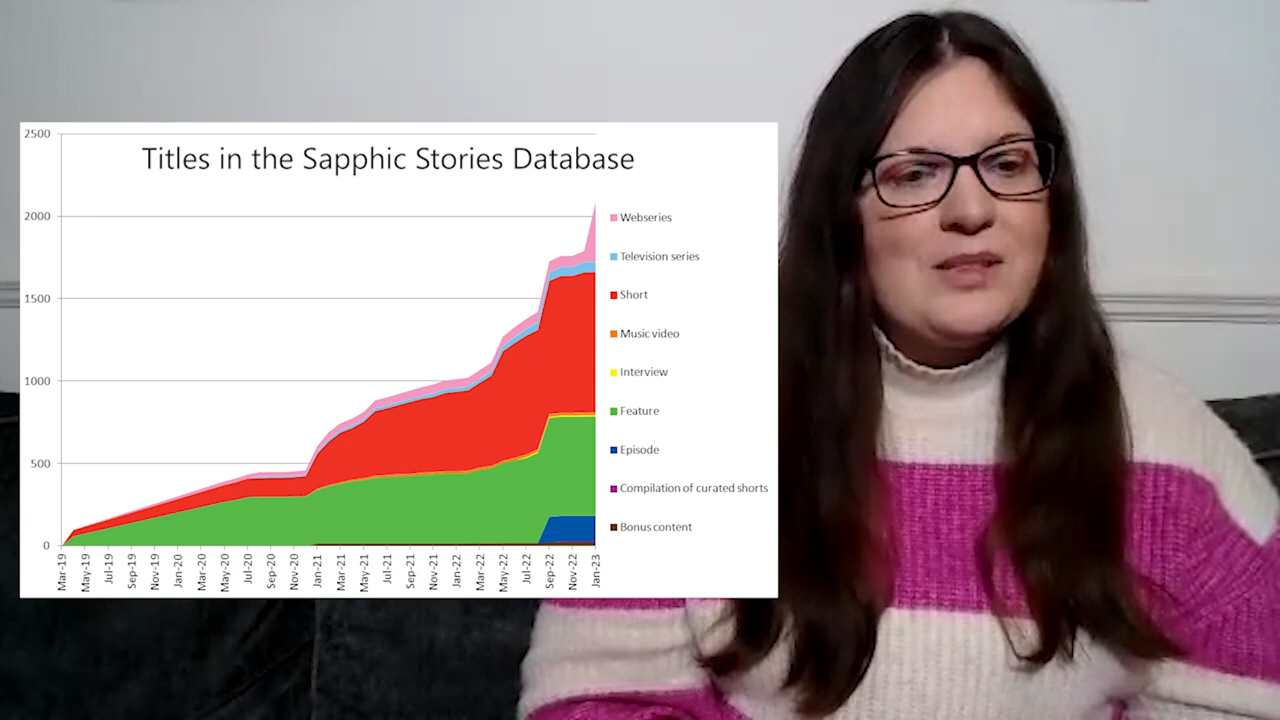 Titles in the Sapphic Stories Database
2500
2000
1500
1000
500
0
Webseries
Television series
Short
Music video
Interview
Feature
Episode
Compilation of curated shorts
Bonus content
Mar-19
May-19
Jul-19
Sep-19
Nov-19
Jan-20
Mar-20
May-20
Jul-20
Sep-20
Nov-20
Jan-21
Mar-21
May-21
Jul-21
Sep-21
Nov-21
Jan-22
Mar-22
May-22
Jul-22
Sep-22
Nov-22
Jan-23